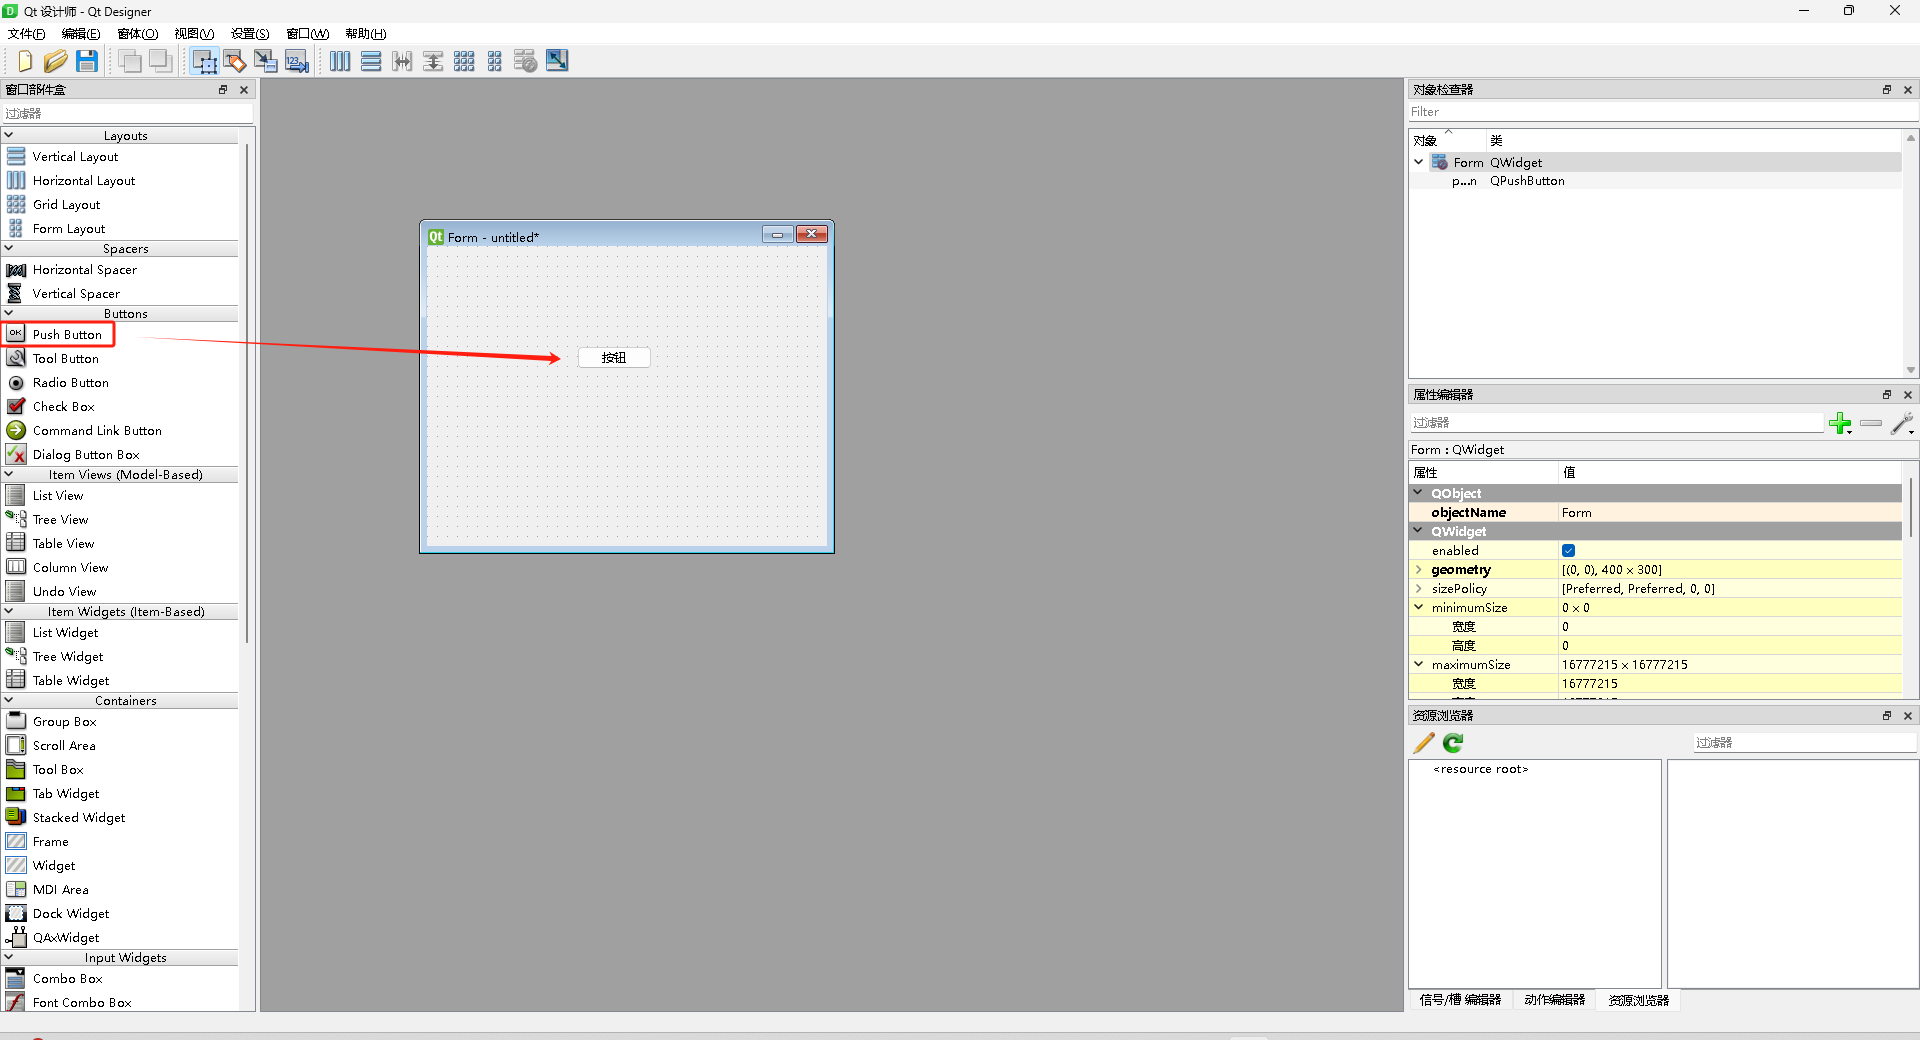 Qt 设计师 - Qt Designer
文件(F) 编辑(E) 窗体(O) 视图(V) 设置(S) 窗口(W) 帮助(H)
123
窗口部件盒
过滤器
Layouts
Vertical Layout
Horizontal Layout
Grid Layout
Form Layout
Spacers
Horizontal Spacer
Vertical Spacer
Buttons
OK Push Button
Tool Button
Radio Button
Check Box
Command Link Button
Dialog Button Box
Item Views (Model-Based)
List View
Tree View
Table View
Column View
Undo View
Item Widgets (Item-Based)
List Widget
Tree Widget
Table Widget
Containers
Group Box
Scroll Area
Tool Box
Tab Widget
Stacked Widget
Frame
Widget
MDI Area
Dock Widget
QAxWidget
Input Widgets
Combo Box
Font Combo Box
Qt Form - untitled*
按钮
对象检查器
Filter
对象 类
Form QWidget
p...n QPushButton
属性编辑器
过滤器
Form : QWidget
属性 值
QObject
objectName Form
QWidget
enabled
geometry [(0, 0), 400 × 300]
sizePolicy [Preferred, Preferred, 0, 0]
minimumSize 0 × 0
宽度 0
高度 0
maximumSize 16777215 × 16777215
宽度 16777215
资源浏览器
过滤器
<resource root>
信号/槽 编辑器 动作编辑器 资源浏览器